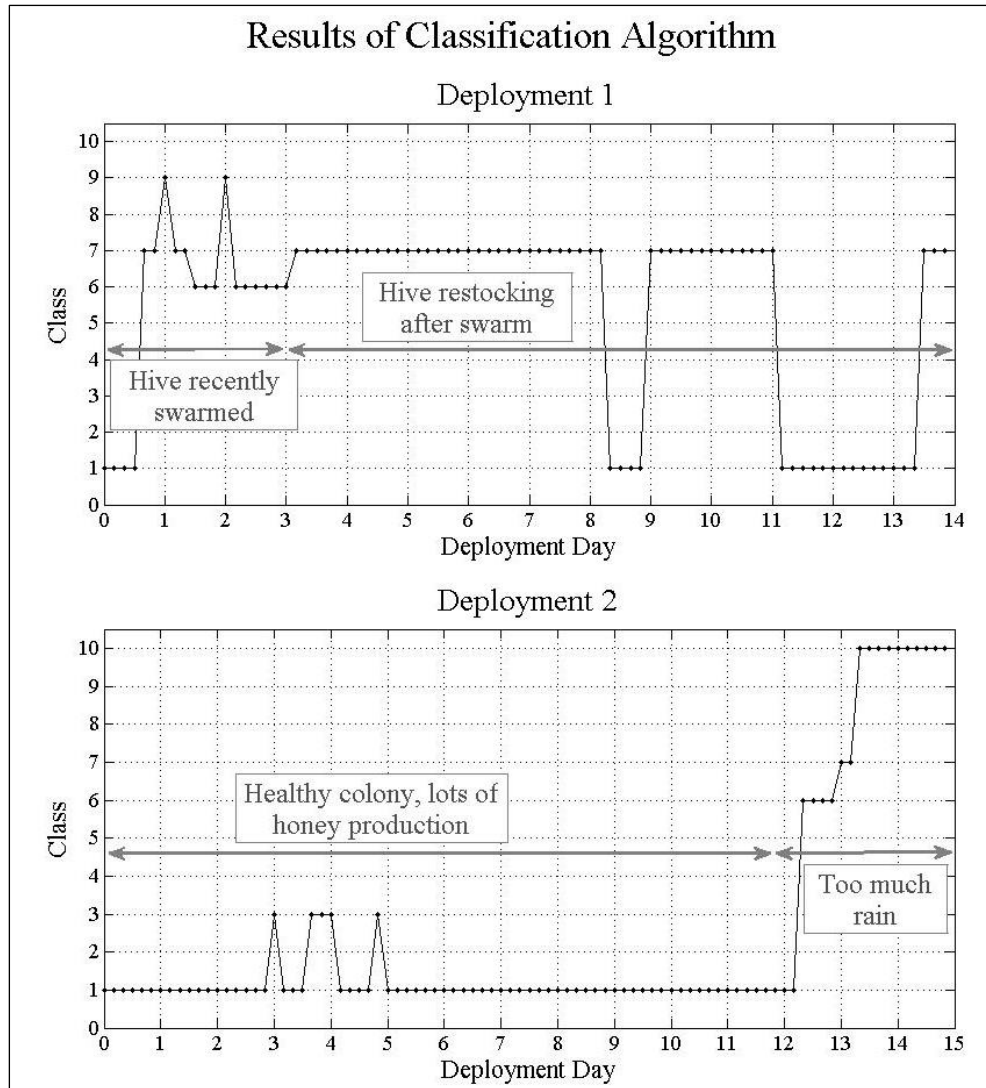 Results of Classification Algorithm
Deployment 1
10
9
8
7
6
5
4
3
2
1
0
Class
Hive restocking
after swarm
Hive recently
swarmed
0 1 2 3 4 5 6 7 8 9 10 11 12 13 14
Deployment Day
Deployment 2
10
9
8
7
6
5
4
3
2
1
0
Class
Healthy colony, lots of
honey production
Too much
rain
0 1 2 3 4 5 6 7 8 9 10 11 12 13 14 15
Deployment Day